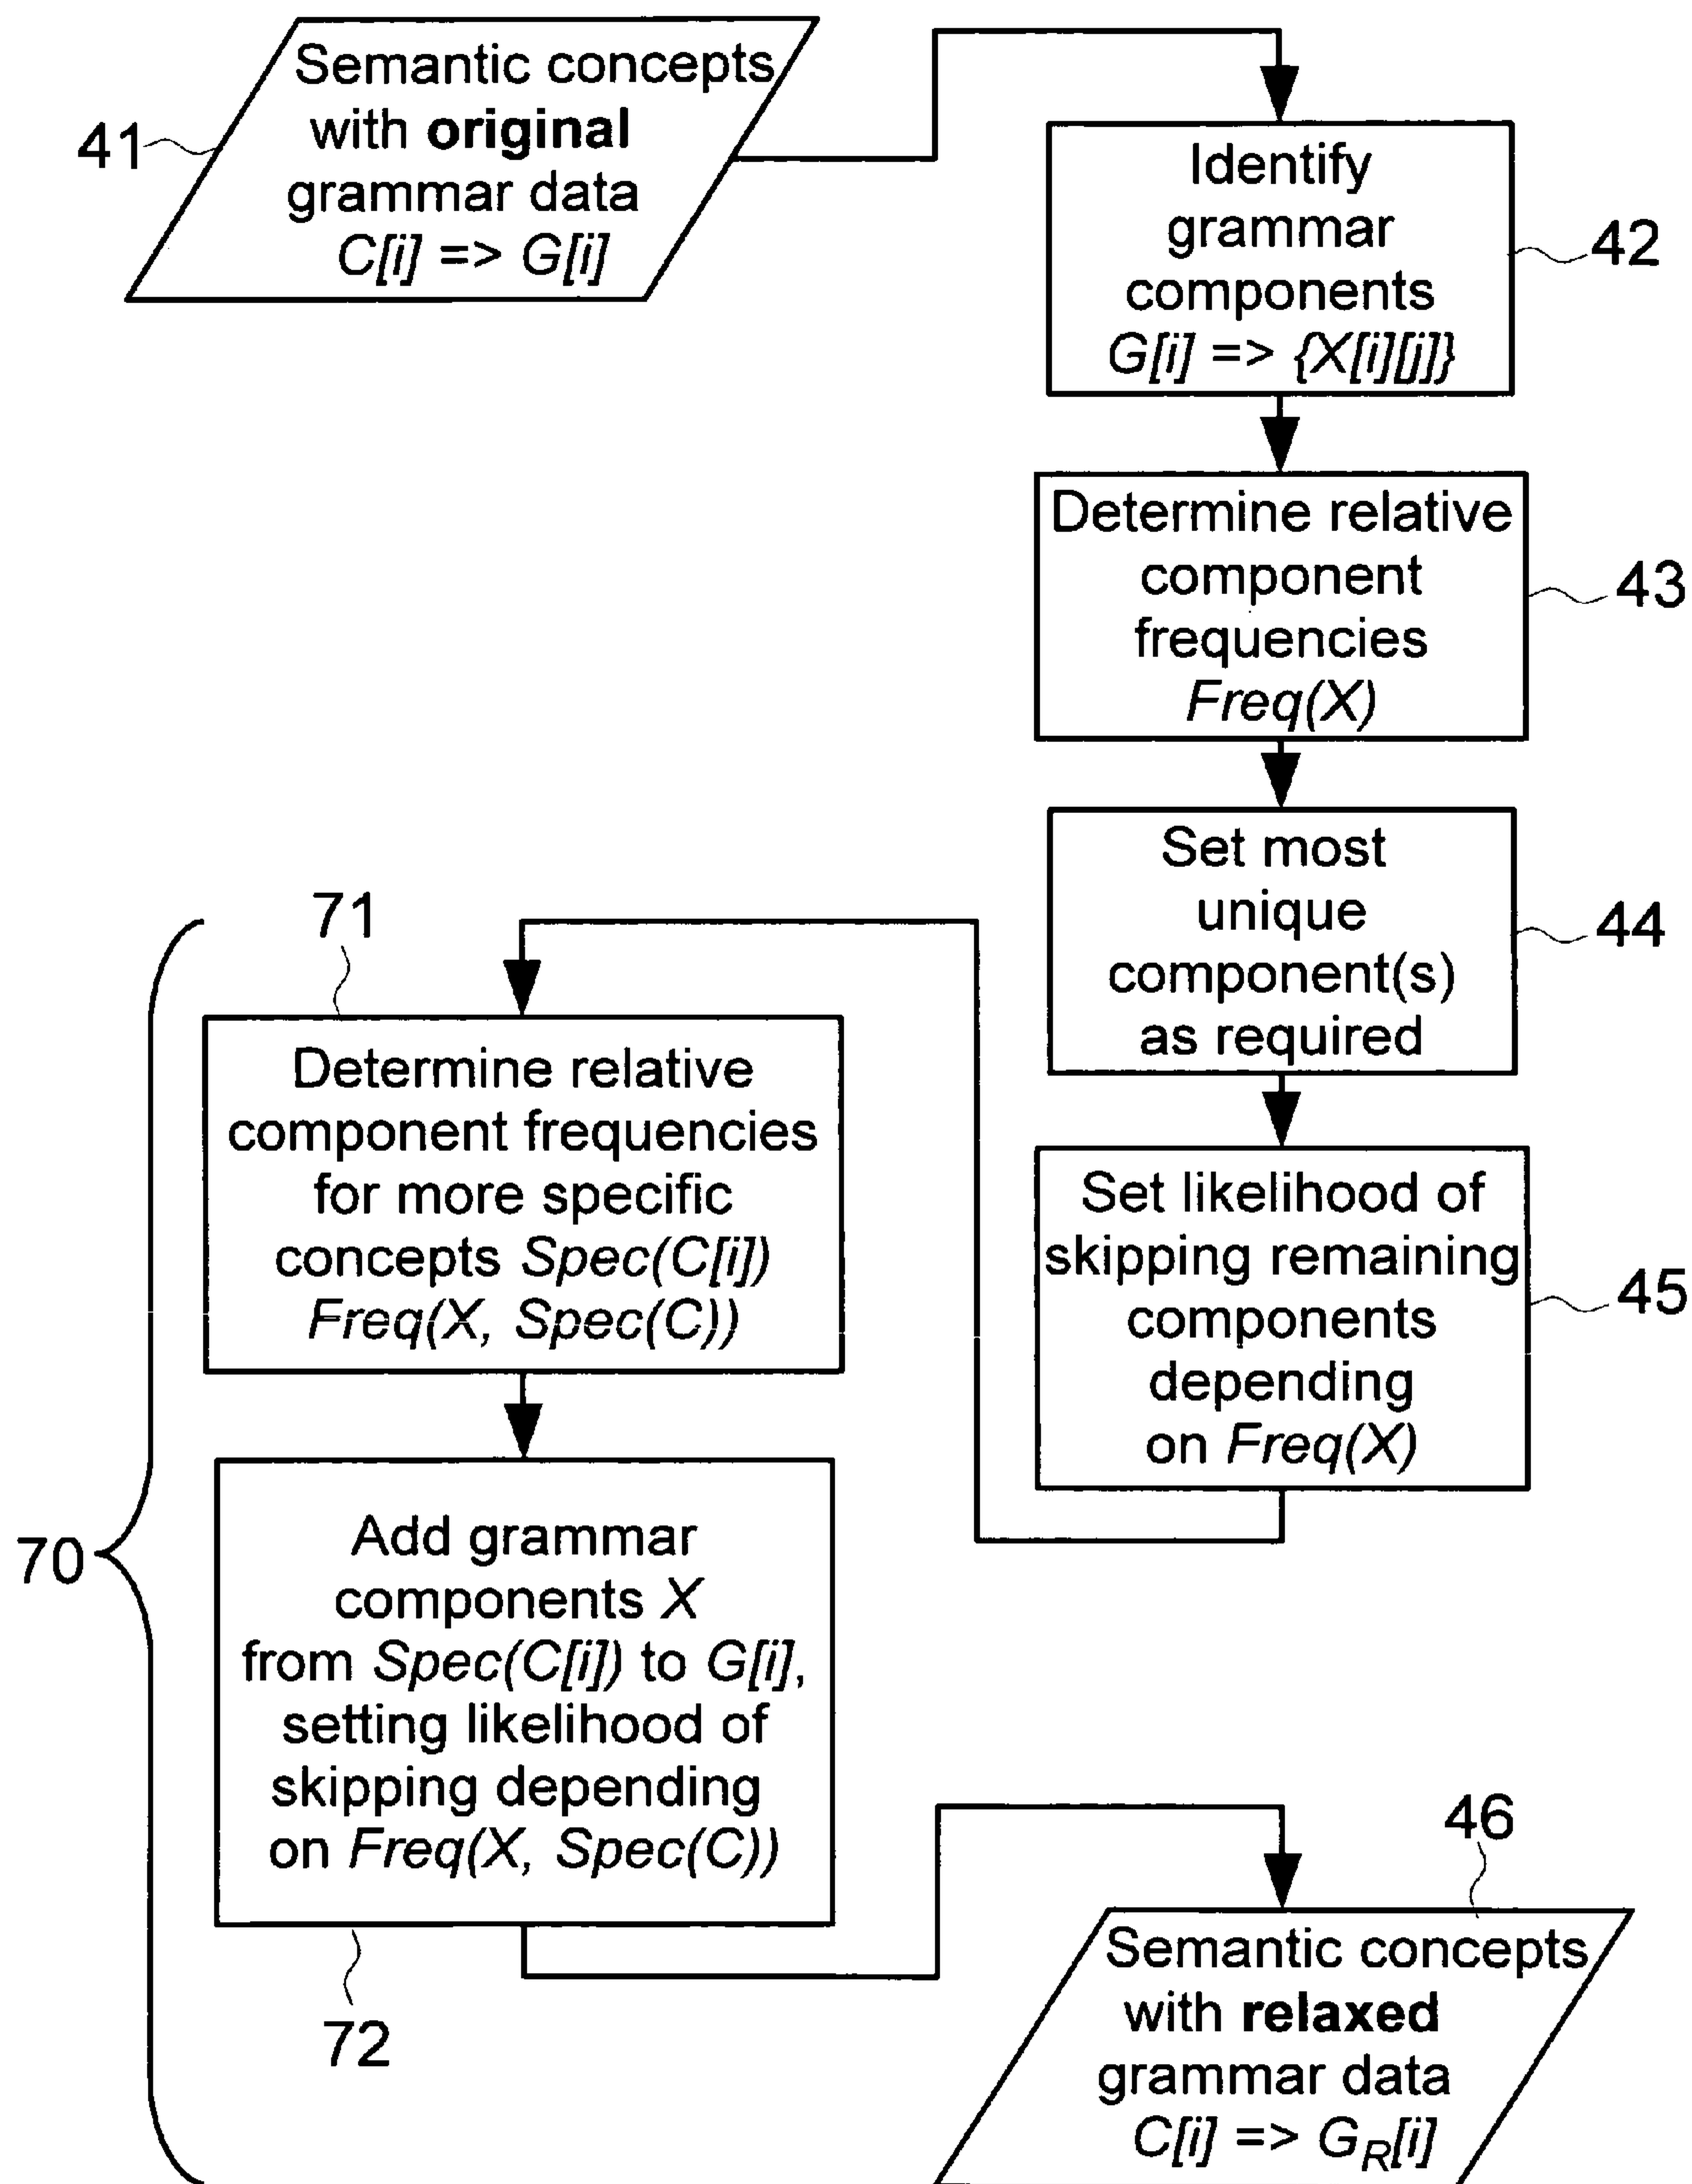 Semantic concepts
with original
grammar data
C[i] => G[i]
41
Identify
grammar
components
G[i] => {X[i][j]}
42
Determine relative
component
frequencies
Freq(X)
43
Set most
unique
component(s)
as required
44
Set likelihood of
skipping remaining
components
depending
on Freq(X)
45
70
71
Determine relative
component frequencies
for more specific
concepts Spec(C[i])
Freq(X, Spec(C))
Add grammar
components X
from Spec(C[i]) to G[i],
setting likelihood of
skipping depending
on Freq(X, Spec(C))
72
46
Semantic concepts
with relaxed
grammar data
C[i] => G_R[i]